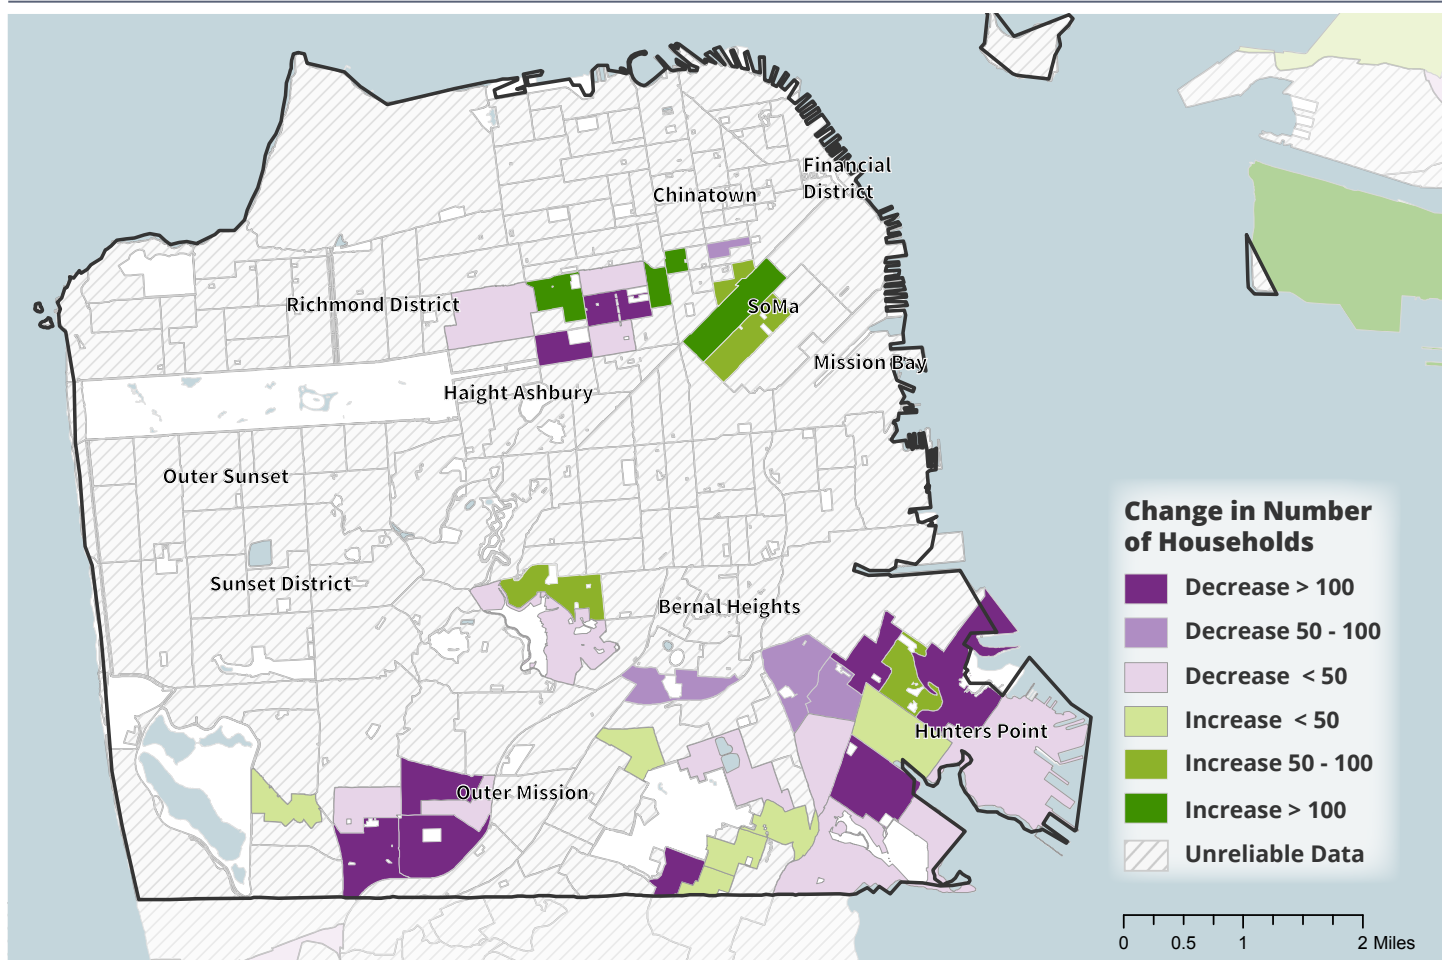 Financial
District
Chinatown
Richmond District
SoMa
Mission Bay
Haight Ashbury
Outer Sunset
Sunset District
Bernal Heights
Hunters Point
Outer Mission
Change in Number
of Households
Decrease > 100
Decrease 50 - 100
Decrease < 50
Increase < 50
Increase 50 - 100
Increase > 100
Unreliable Data
0 0.5 1 2 Miles